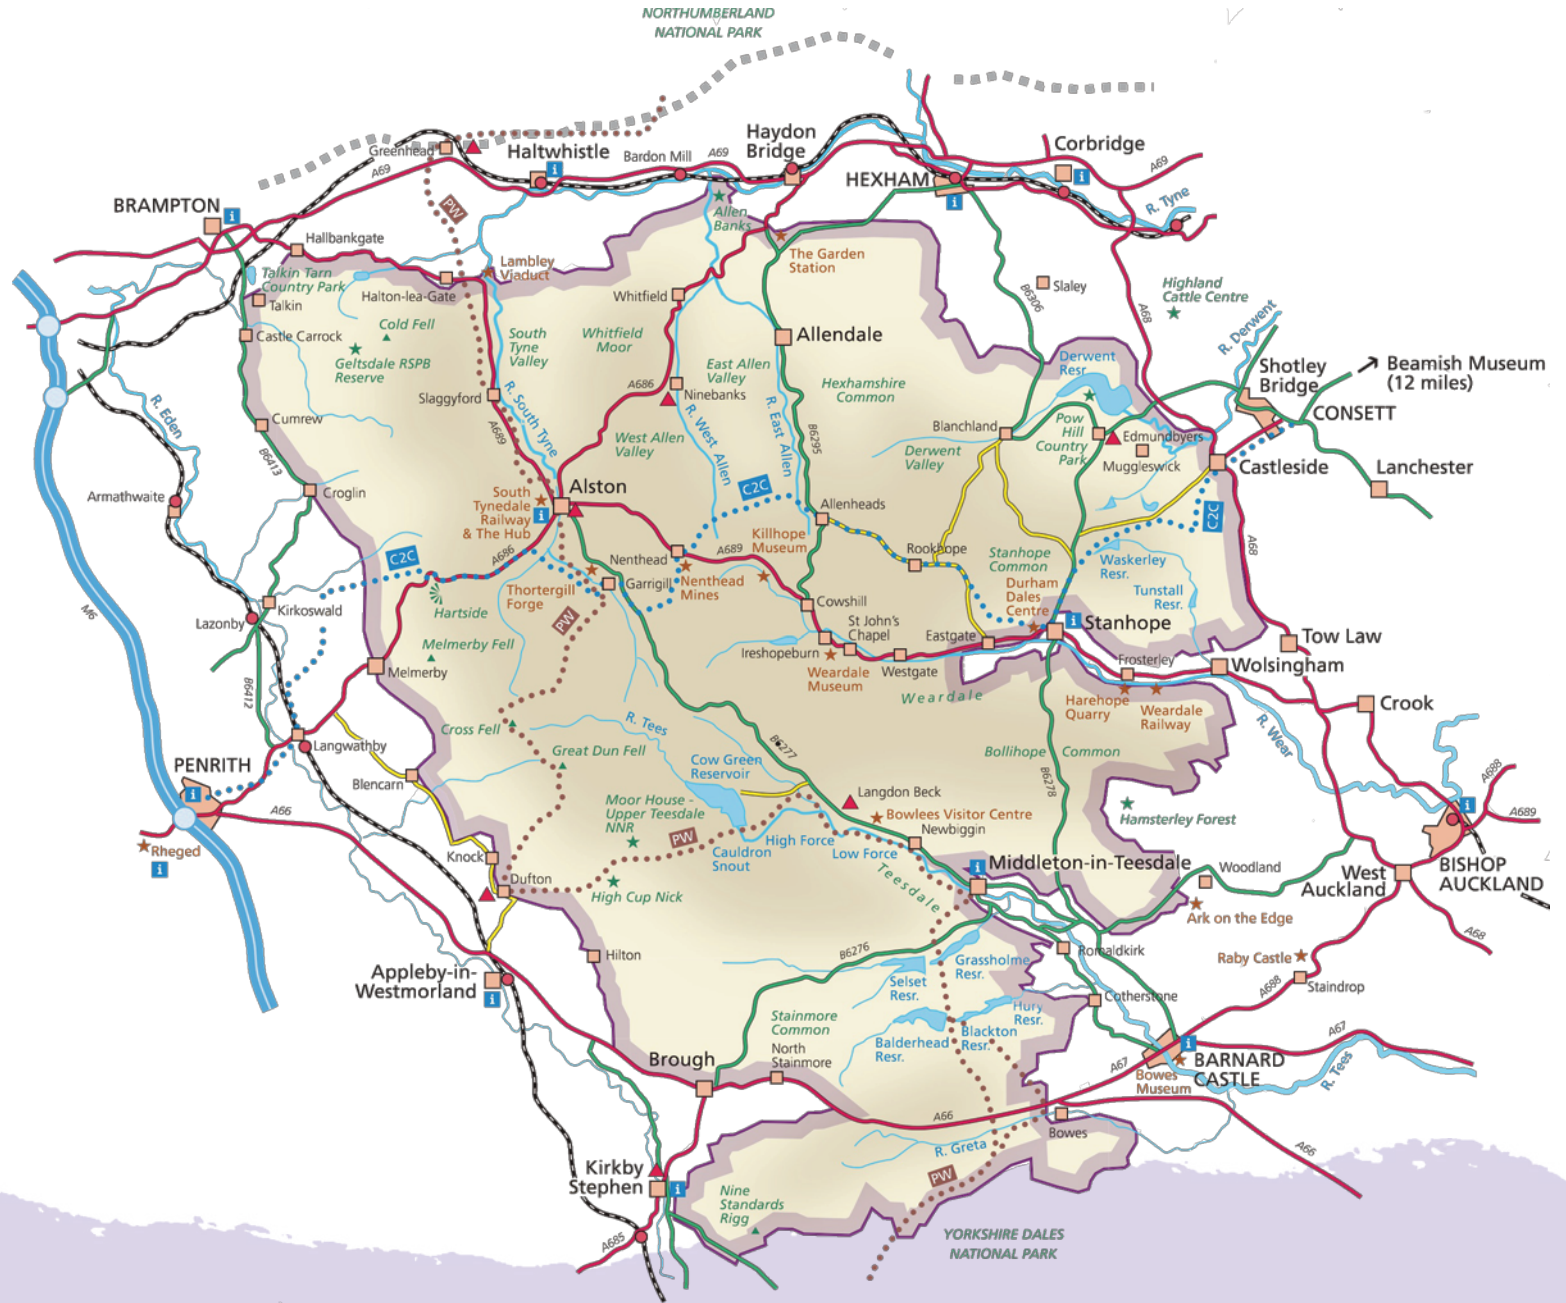 NORTHUMBERLAND
NATIONAL PARK
Haydon
Bridge
Corbridge
Greenhead
Haltwhistle
i
Bardon Mill
A69
A69
A69
HEXHAM
i
i
BRAMPTON
i
PW
Allen
Banks
R. Tyne
Hallbankgate
Talkin Tarn
Country Park
Talkin
Halton-lea-Gate
Lambley
Viaduct
The Garden
Station
Whitfield
B6306
Slaley
Highland
Cattle Centre
A68
R. Derwent
Cold Fell
Castle Carrock
Geltsdale RSPB
Reserve
South
Tyne
Valley
Whitfield
Moor
Allendale
East Allen
Valley
Hexhamshire
Common
Derwent
Resr.
Shotley
Bridge
Beamish Museum
(12 miles)
CONSETT
R. Eden
Slaggyford
A689
R. South Tyne
A686
Ninebanks
R. West Allen
R. East Allen
B6295
Cumrew
B6413
West Allen
Valley
Blanchland
Derwent
Valley
Pow
Hill
Country
Park
Edmundbyers
Muggleswick
Castleside
Lanchester
Armathwaite
Croglin
South
Tynedale
Railway
& The Hub
i
Alston
C2C
Allenheads
C2C
C2C
A686
Nenthead
A689
Killhope
Museum
Nenthead
Mines
Rookhope
Stanhope
Common
Waskerley
Resr.
Tunstall
Resr.
A68
Durham
Dales
Centre
Thortergill
Forge
Garrigill
PW
Hartside
Kirkoswald
Lazonby
M6
Cowshill
St John's
Chapel
Ireshopeburn
Weardale
Museum
Westgate
Eastgate
i
Stanhope
Tow Law
Wolsingham
Frosterley
Harehope
Quarry
Weardale
Railway
Crook
Melmerby Fell
Melmerby
B6412
Weardale
R. Wear
Cross Fell
R. Tees
Great Dun Fell
B6277
Bollihope Common
B6278
Langwathby
PENRITH
i
Blencarn
Cow Green
Reservoir
Moor House -
Upper Teesdale
NNR
Langdon Beck
Bowlees Visitor Centre
Newbiggin
Hamsterley Forest
A688
A689
i
A66
Rheged
i
PW
Cauldron
Snout
High Force
Low Force
Teesdale
i
Middleton-in-Teesdale
Woodland
West
Auckland
BISHOP
AUCKLAND
Knock
Dufton
High Cup Nick
Ark on the Edge
A68
Hilton
B6276
Romaldkirk
Raby Castle
A688
Staindrop
Appleby-in-
Westmorland
i
Grassholme
Resr.
Selset
Resr.
Cotherstone
Hury
Resr.
Stainmore
Common
Balderhead
Resr.
Blackton
Resr.
A67
i
BARNARD
CASTLE
Bowes
Museum
A67
R. Tees
Brough
North
Stainmore
A66
Bowes
A66
R. Greta
PW
Kirkby
Stephen
i
Nine
Standards
Rigg
A685
YORKSHIRE DALES
NATIONAL PARK